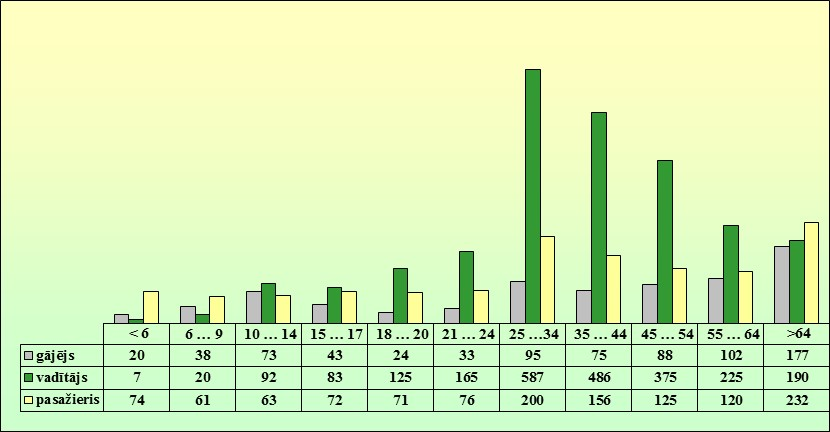 < 6 6 … 9 10 … 14 15 … 17 18 … 20 21 … 24 25 …34 35 … 44 45 … 54 55 … 64 >64
gājējs 20 38 73 43 24 33 95 75 88 102 177
vadītājs 7 20 92 83 125 165 587 486 375 225 190
pasažieris 74 61 63 72 71 76 200 156 125 120 232